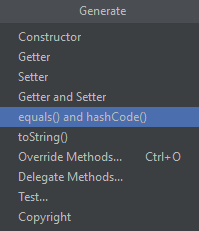 Generate
Constructor
Getter
Setter
Getter and Setter
equals() and hashCode()
toString()
Override Methods... Ctrl+O
Delegate Methods...
Test...
Copyright